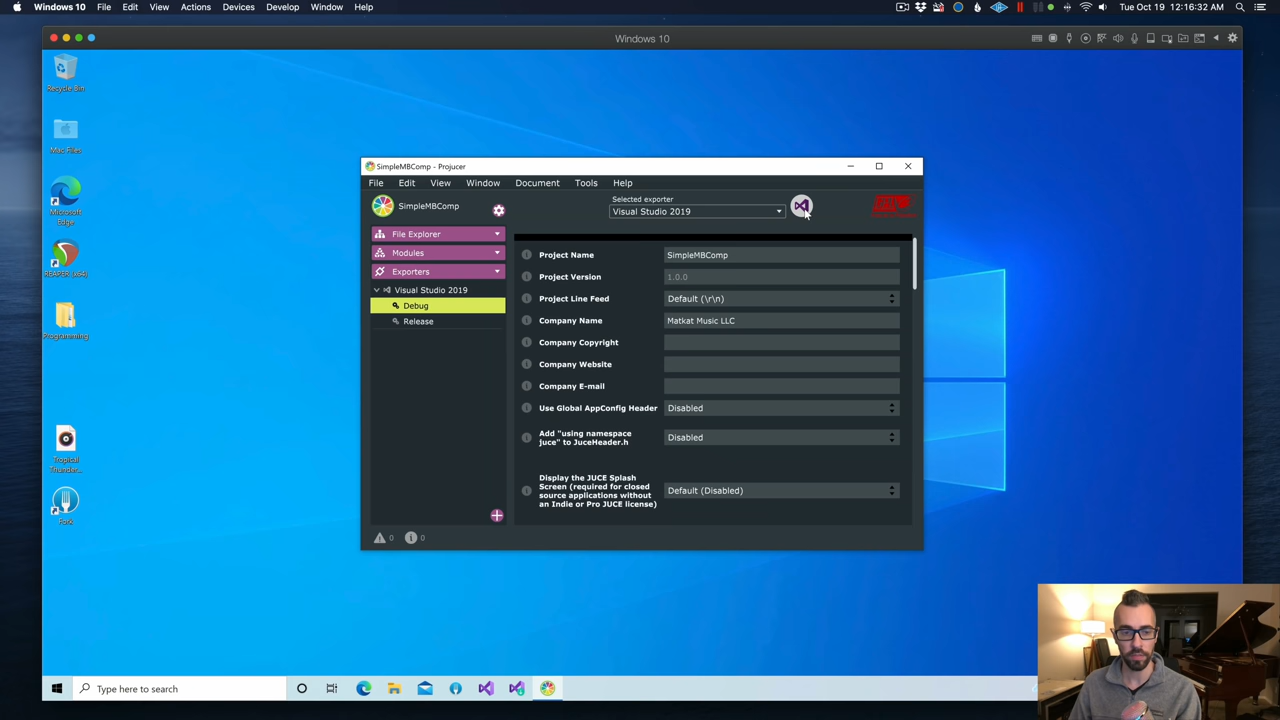 Windows 10 File Edit View Actions Devices Develop Window Help Tue Oct 19 12:16:32 AM
Windows 10
Recycle Bin
Mac Files
Microsoft
Edge
REAPER (x64)
Programming
Tropical
Thunder...
Fork
SimpleMBComp - Projucer
File Edit View Window Document Tools Help
SimpleMBComp
Selected exporter
Visual Studio 2019
File Explorer
Modules
Exporters
Visual Studio 2019
Debug
Release
Project Name SimpleMBComp
Project Version 1.0.0
Project Line Feed Default (\r\n)
Company Name Matkat Music LLC
Company Copyright
Company Website
Company E-mail
Use Global AppConfig Header Disabled
Add "using namespace
juce" to JuceHeader.h Disabled
Display the JUCE Splash
Screen (required for closed
source applications without
an Indie or Pro JUCE license) Default (Disabled)
0 0
Type here to search